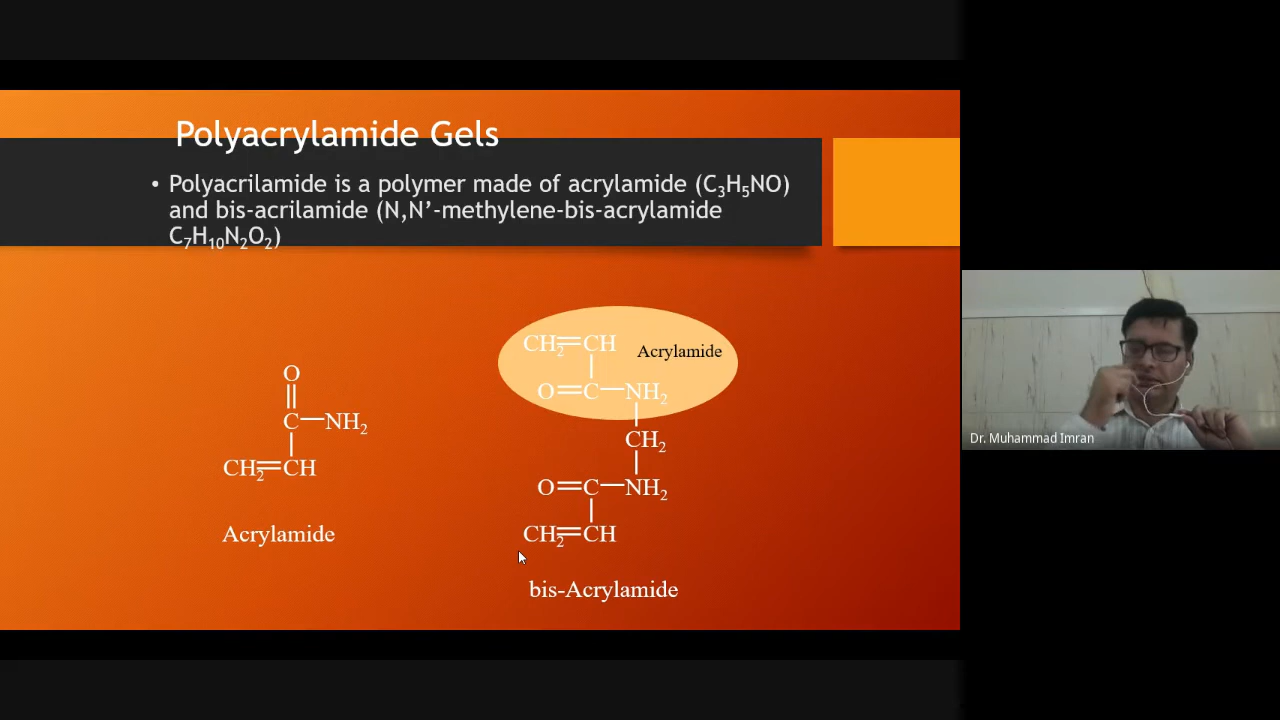 Polyacrylamide Gels
• Polyacrilamide is a polymer made of acrylamide (C₃H₅NO)
and bis-acrilamide (N,N’-methylene-bis-acrylamide
C₇H₁₀N₂O₂)
O
C—NH₂
CH₂=CH
Acrylamide
CH₂=CH
Acrylamide
O=C—NH₂
CH₂
O=C—NH₂
CH₂=CH
bis-Acrylamide
Dr. Muhammad Imran